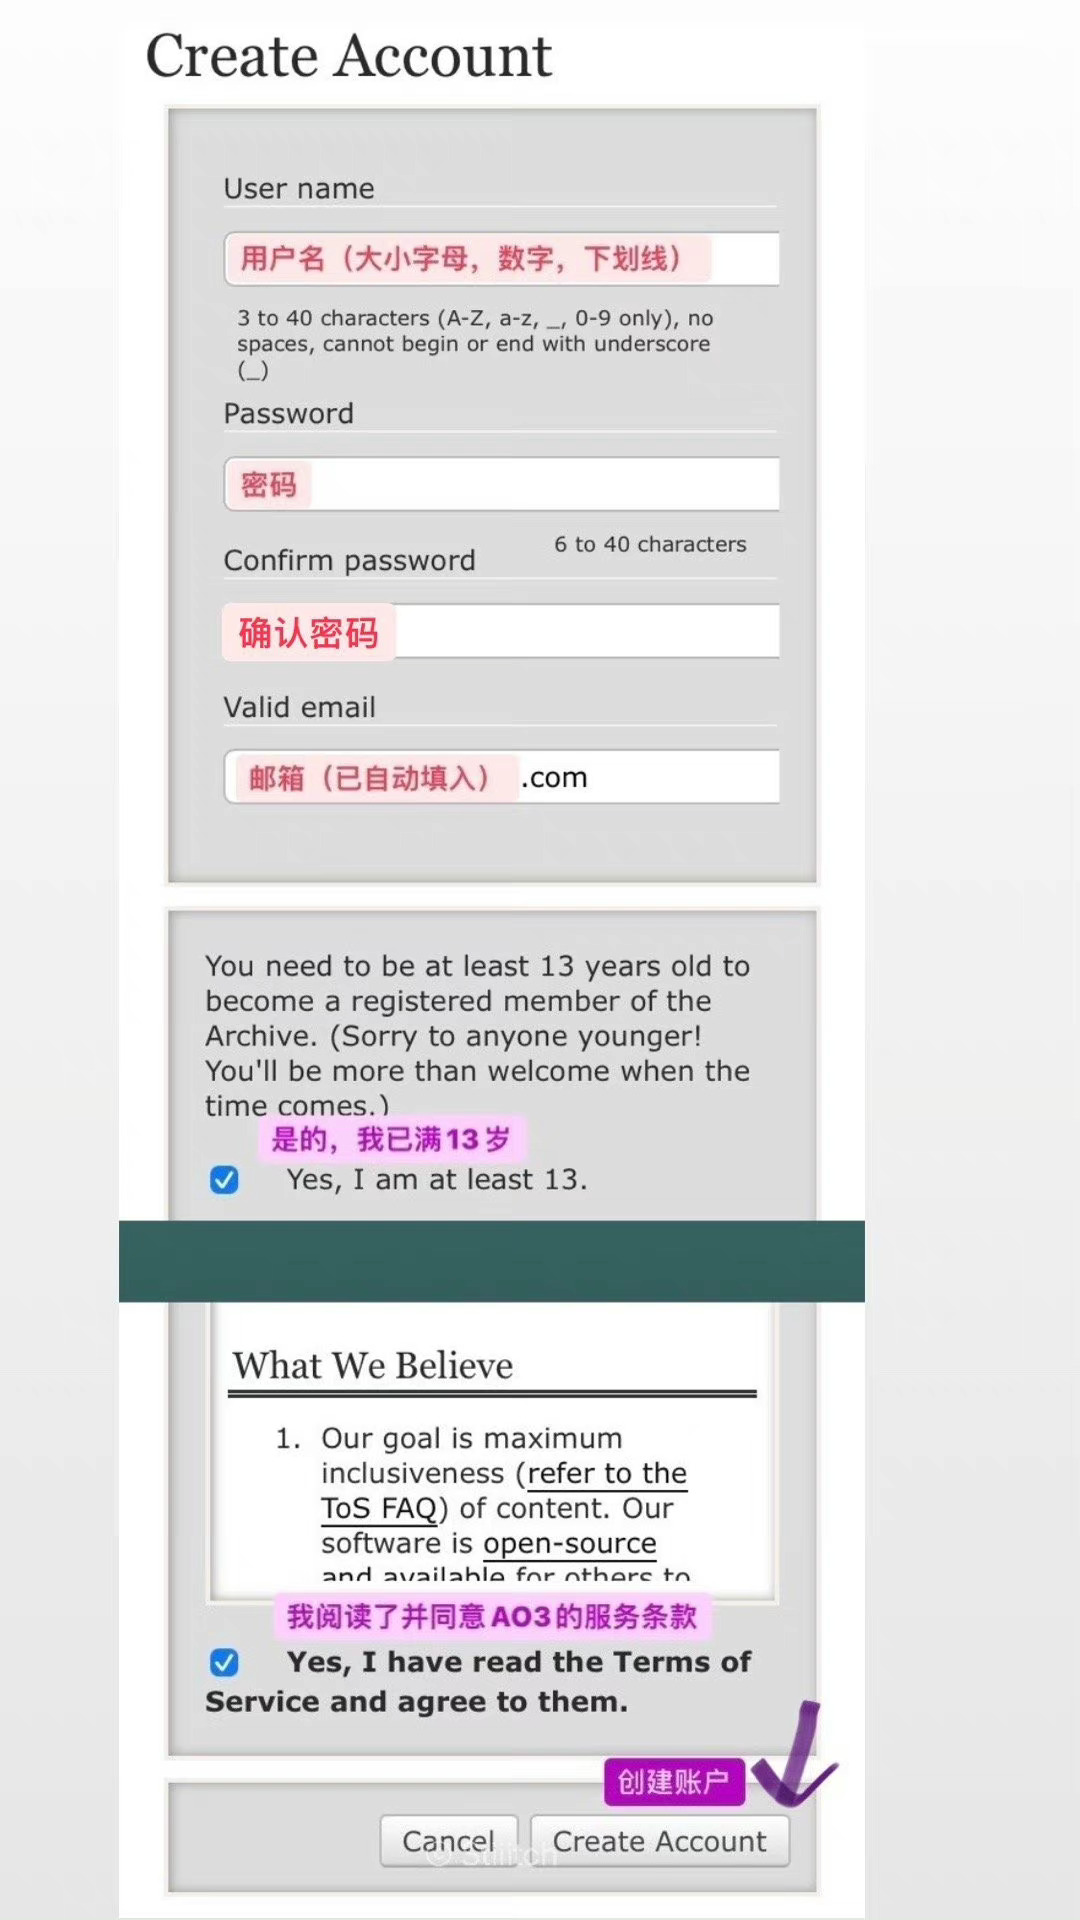 Create Account
User name
用户名（大小字母，数字，下划线）
3 to 40 characters (A-Z, a-z, _, 0-9 only), no
spaces, cannot begin or end with underscore
(_)
Password
密码
6 to 40 characters
Confirm password
确认密码
Valid email
邮箱（已自动填入）.com
You need to be at least 13 years old to
become a registered member of the
Archive. (Sorry to anyone younger!
You'll be more than welcome when the
time comes.)
是的，我已满13岁
Yes, I am at least 13.
What We Believe
1. Our goal is maximum
inclusiveness (refer to the
ToS FAQ) of content. Our
software is open-source
and available for others to
我阅读了并同意AO3的服务条款
Yes, I have read the Terms of
Service and agree to them.
创建账户
Cancel
Create Account